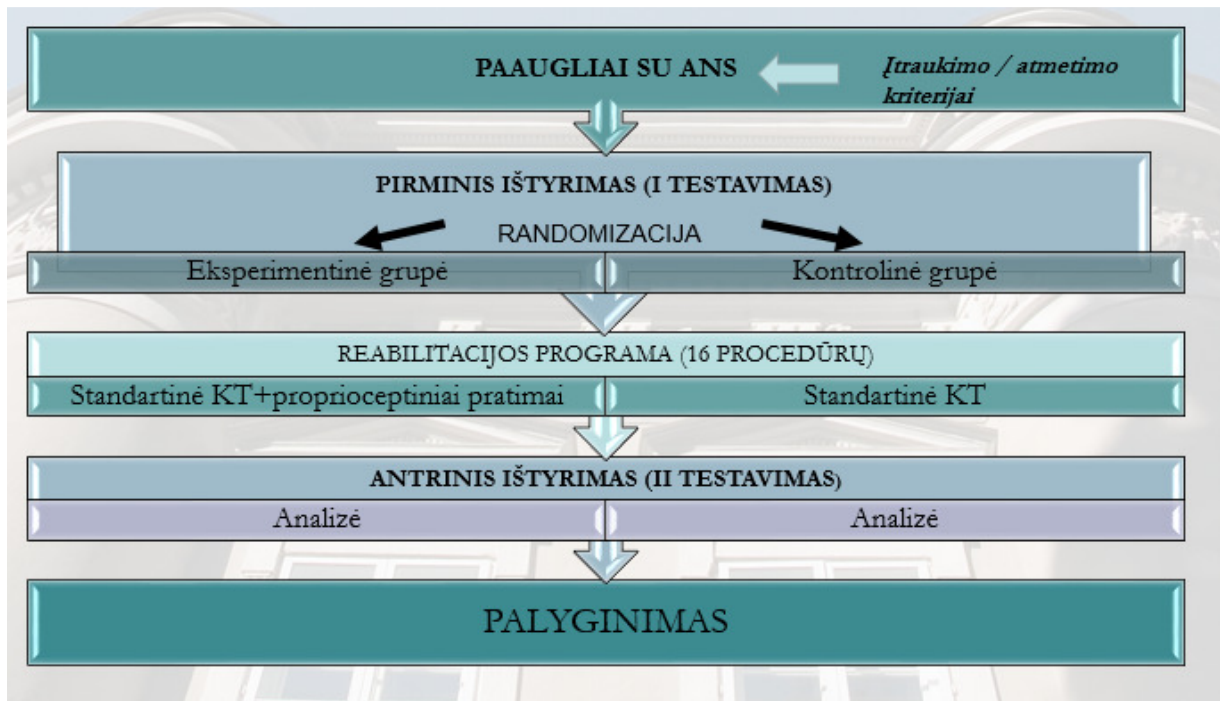 PAAUGLIAI SU ANS
Įtraukimo / atmetimo
kriterijai
PIRMINIS IŠTYRIMAS (I TESTAVIMAS)
RANDOMIZACIJA
Eksperimentinė grupė
Kontrolinė grupė
REABILITACIJOS PROGRAMA (16 PROCEDŪRŲ)
Standartinė KT+proprioceptiniai pratimai
Standartinė KT
ANTRINIS IŠTYRIMAS (II TESTAVIMAS)
Analizė
Analizė
PALYGINIMAS